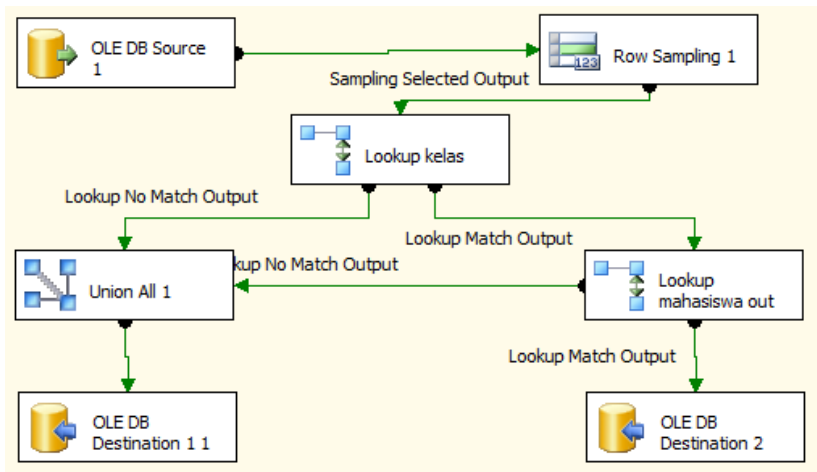 OLE DB Source
1
Row Sampling 1
Sampling Selected Output
123
Lookup kelas
Lookup No Match Output
Lookup Match Output
kup No Match Output
Union All 1
Lookup
mahasiswa out
Lookup Match Output
OLE DB
Destination 1 1
OLE DB
Destination 2